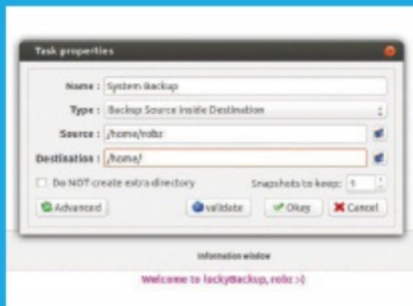 Task properties
Name : System Backup
Type : Backup Source Inside Destination
Source : /home/robz
Destination : /home/
Do NOT create extra directory Snapshots to keep: 1
Advanced validate Okay Cancel
Information window
Welcome to luckyBackup, robz :-)